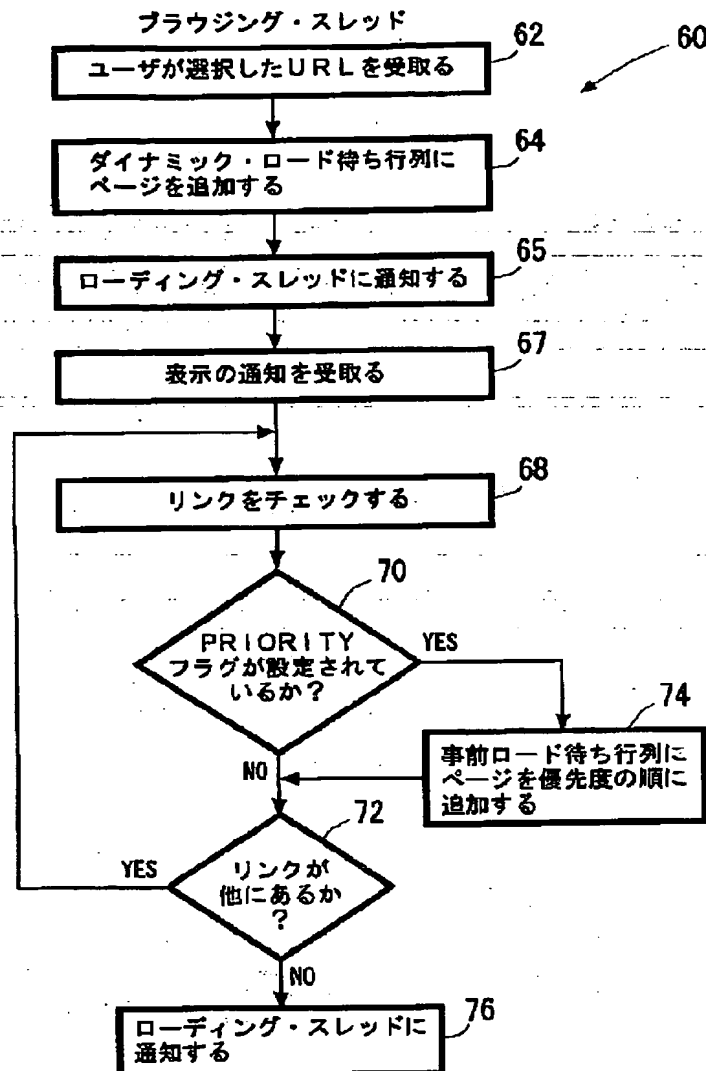 ブラウジング・スレッド
62
60
ユーザが選択したURLを受取る
64
ダイナミック・ロード待ち行列に
ページを追加する
65
ローディング・スレッドに通知する
67
表示の通知を受取る
68
リンクをチェックする
70
PRIORITY
フラグが設定されて
いるか?
YES
74
事前ロード待ち行列に
ページを優先度の順に
追加する
NO
72
リンクが
他にあるか
?
YES
NO
76
ローディング・スレッドに
通知する